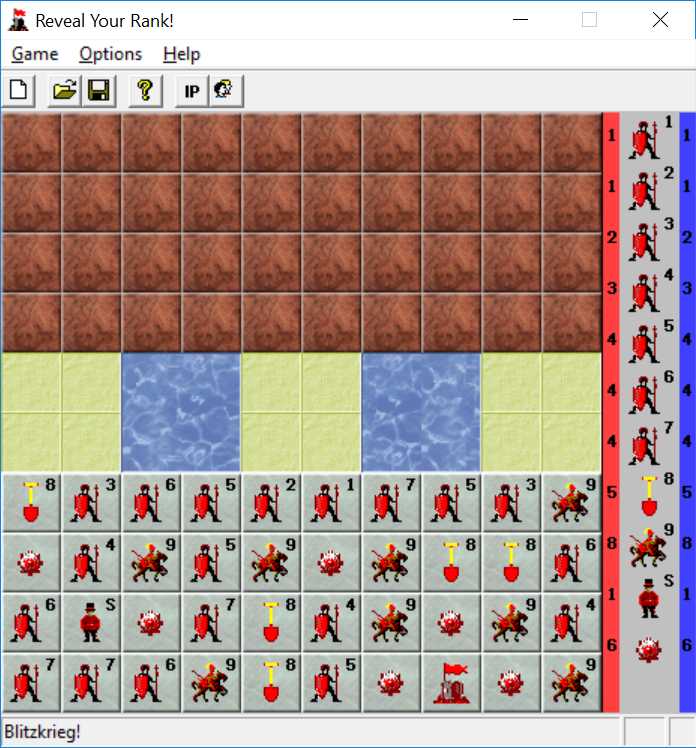 Reveal Your Rank!
Game Options Help
? IP
1 1 1
1 2 1
2 3 2
3 4 3
4 5 4
4 6 4
4 7 4
5 8 5
8 9 8
1 S 1
6 6
8 3 6 5 2 1 7 5 3 9
4 9 5 9 9 8 8 6
6 S 7 8 4 9 9 4
7 7 6 9 8 5 9
Blitzkrieg!